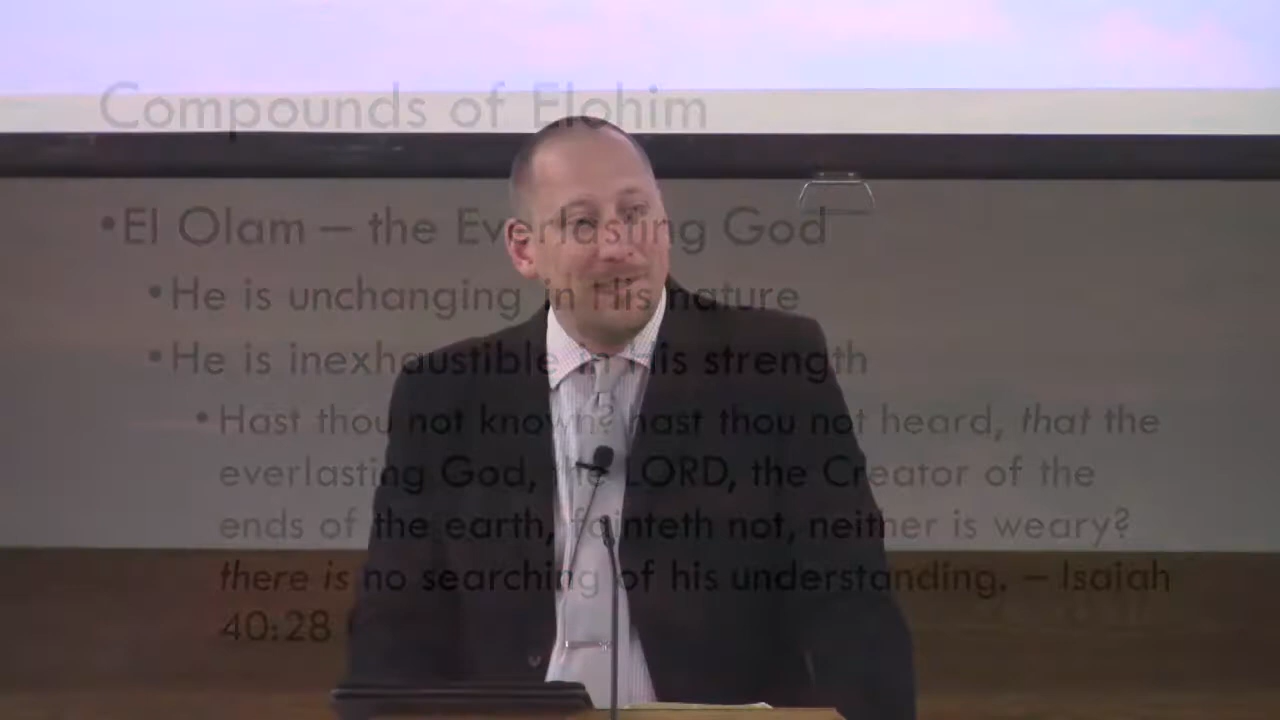 Compounds of Elohim
•El Olam – the Everlasting God
•He is unchanging in His nature
•He is inexhaustible in His strength
•Hast thou not known? hast thou not heard, that the
everlasting God, the LORD, the Creator of the
ends of the earth, fainteth not, neither is weary?
there is no searching of his understanding. – Isaiah
40:28